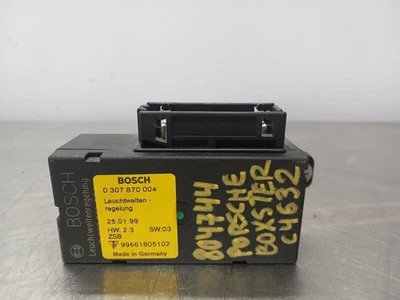 BOSCH
Leuchtweitenregelung
BOSCH
0 307 870 004
Leuchtweiten -
regelung
25.01.99
HW: 2.3 SW:03
ZSB
99661805102
Made in Germany
804744
PORSCHE
BOXSTER
C4632